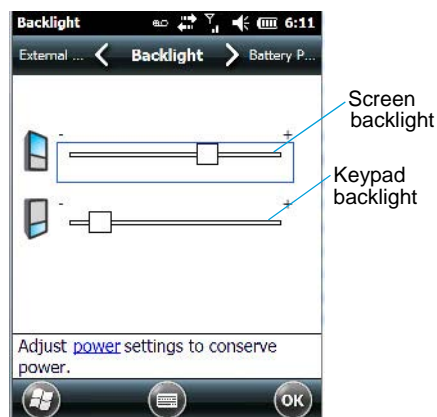 Backlight 6:11
External ... Backlight Battery P...
Screen
backlight
- +
Keypad
backlight
- +
Adjust power settings to conserve
power.
OK